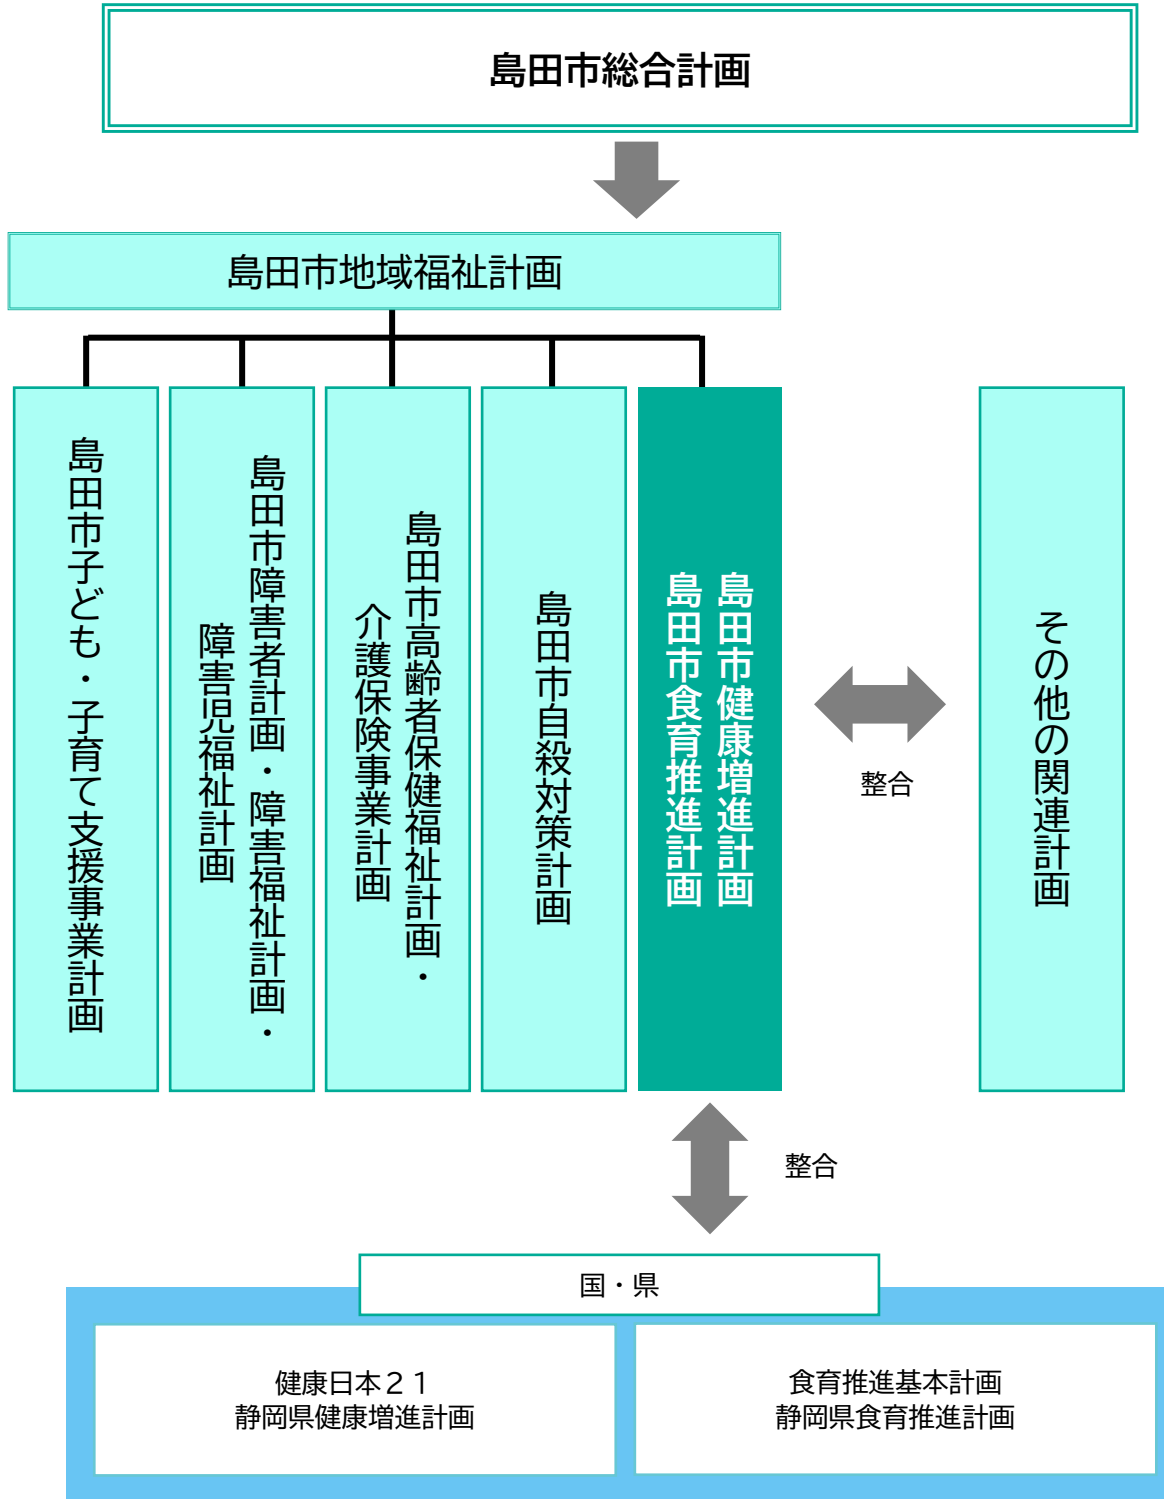 島田市総合計画
島田市地域福祉計画
島田市子ども・子育て支援事業計画
島田市障害者計画・障害福祉計画・
障害児福祉計画
島田市高齢者保健福祉計画・
介護保険事業計画
島田市自殺対策計画
島田市健康増進計画
島田市食育推進計画
整合
その他の関連計画
整合
国・県
健康日本２１
静岡県健康増進計画
食育推進基本計画
静岡県食育推進計画